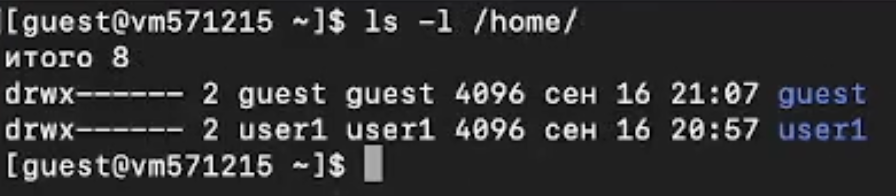 [guest@vm571215 ~]$ ls -l /home/
итого 8
drwx------ 2 guest guest 4096 сен 16 21:07 guest
drwx------ 2 user1 user1 4096 сен 16 20:57 user1
[guest@vm571215 ~]$